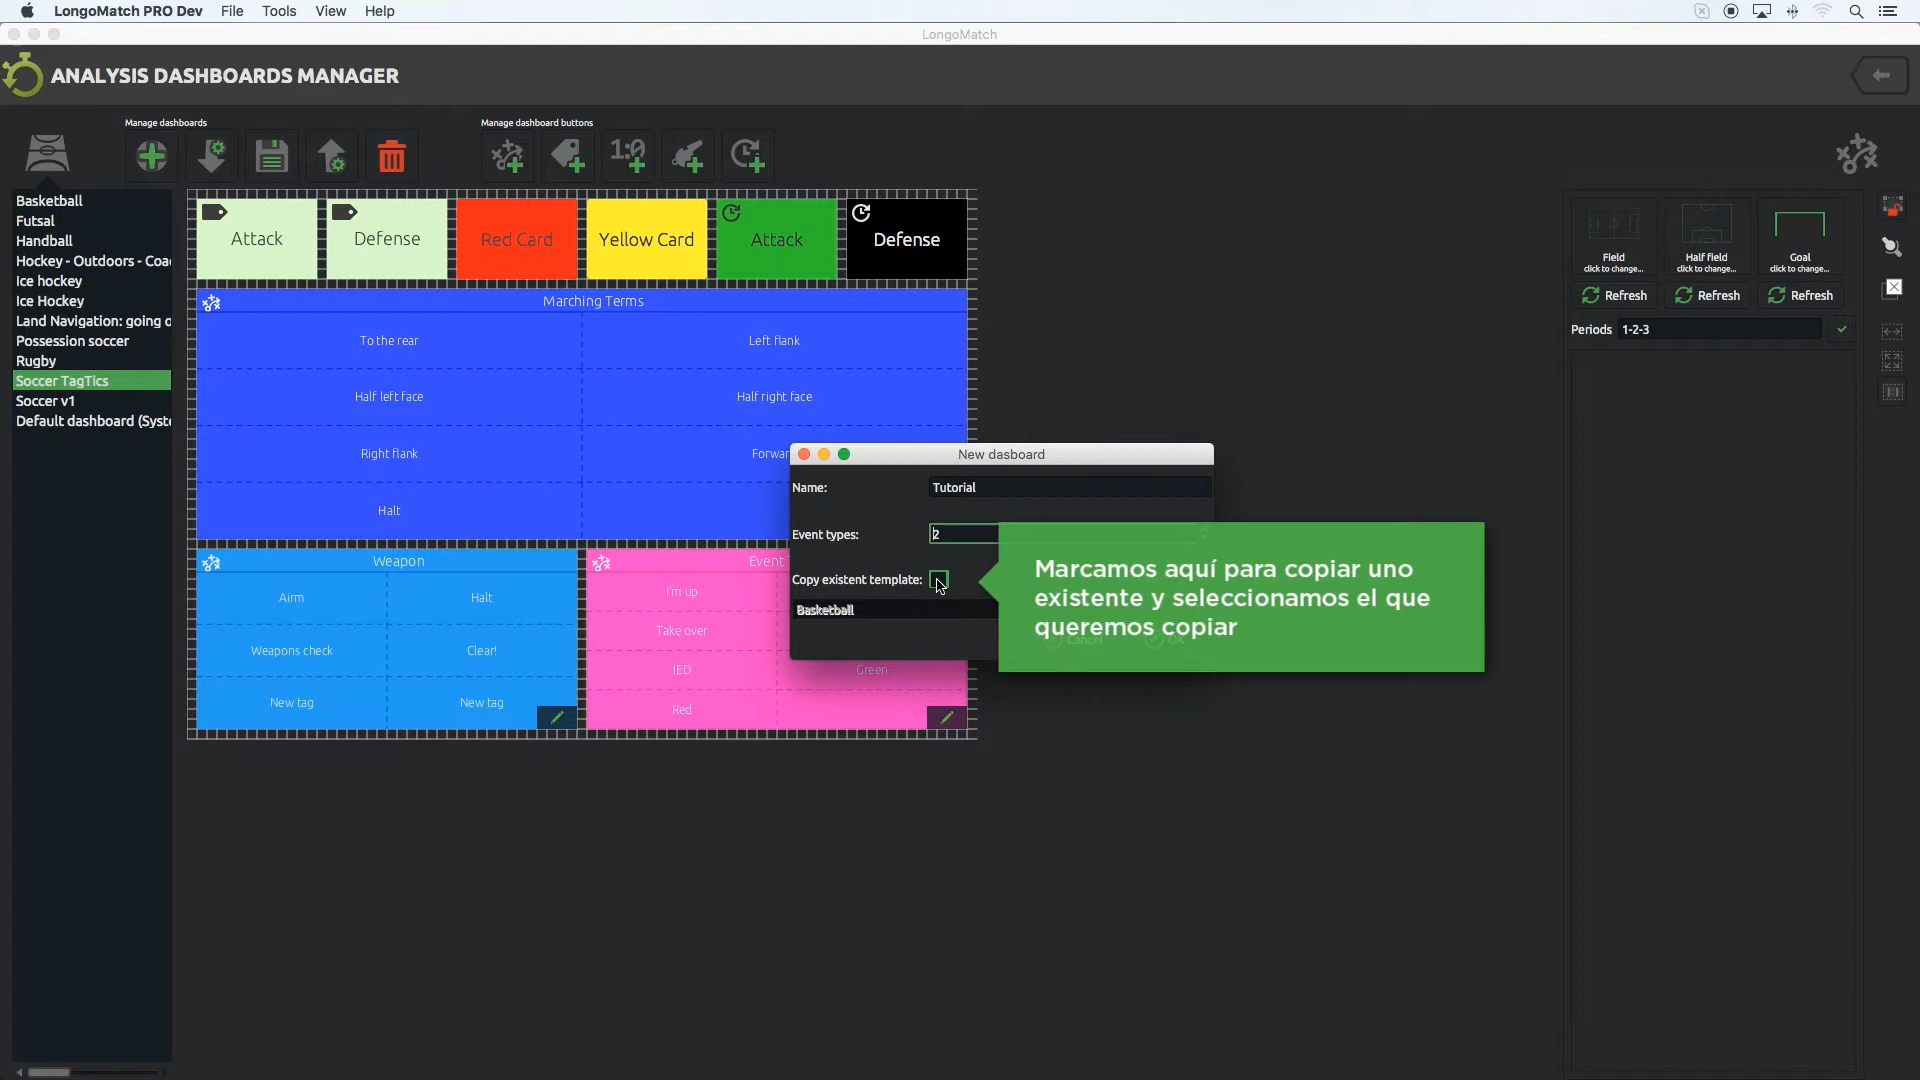 LongoMatch PRO Dev File Tools View Help
LongoMatch
ANALYSIS DASHBOARDS MANAGER
Manage dashboards
Manage dashboard buttons
1:0
Basketball
Futsal
Handball
Hockey - Outdoors - Coa
Ice hockey
Ice Hockey
Land Navigation: going o
Possession soccer
Rugby
Soccer TagTics
Soccer v1
Default dashboard (Syste
Attack
Defense
Red Card
Yellow Card
Attack
Defense
Marching Terms
To the rear
Left flank
Half left face
Half right face
Right flank
Forwar
Halt
Weapon
Airm
Halt
Weapons check
Clear!
New tag
New tag
Event
I'm up
Take over
IED
Green
Red
New dasboard
Name:
Tutorial
Event types:
2
Copy existent template:
Basketball
Cancel
OK
Marcamos aquí para copiar uno
existente y seleccionamos el que
queremos copiar
Field
click to change...
Half field
click to change...
Goal
click to change...
Refresh
Refresh
Refresh
Periods
1-2-3